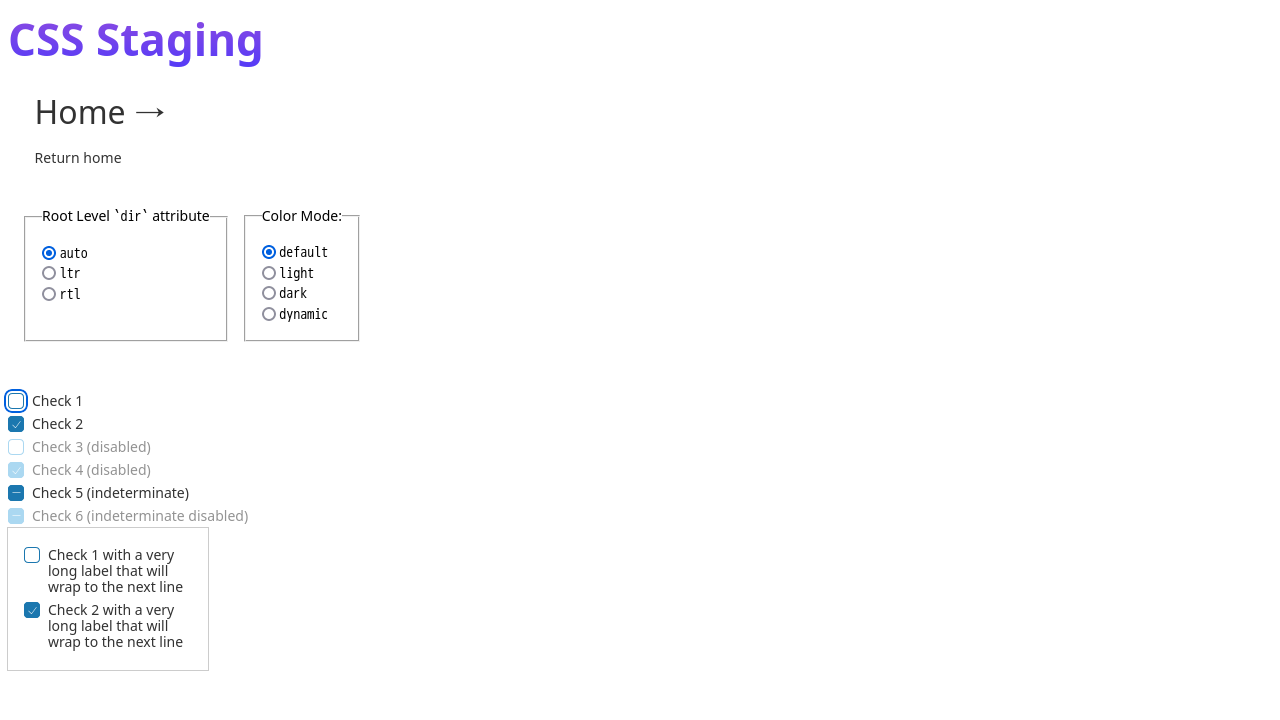 CSS Staging
Home →
Return home
Root Level `dir` attribute
auto
ltr
rtl
Color Mode:
default
light
dark
dynamic
Check 1
Check 2
Check 3 (disabled)
Check 4 (disabled)
Check 5 (indeterminate)
Check 6 (indeterminate disabled)
Check 1 with a very
long label that will
wrap to the next line
Check 2 with a very
long label that will
wrap to the next line